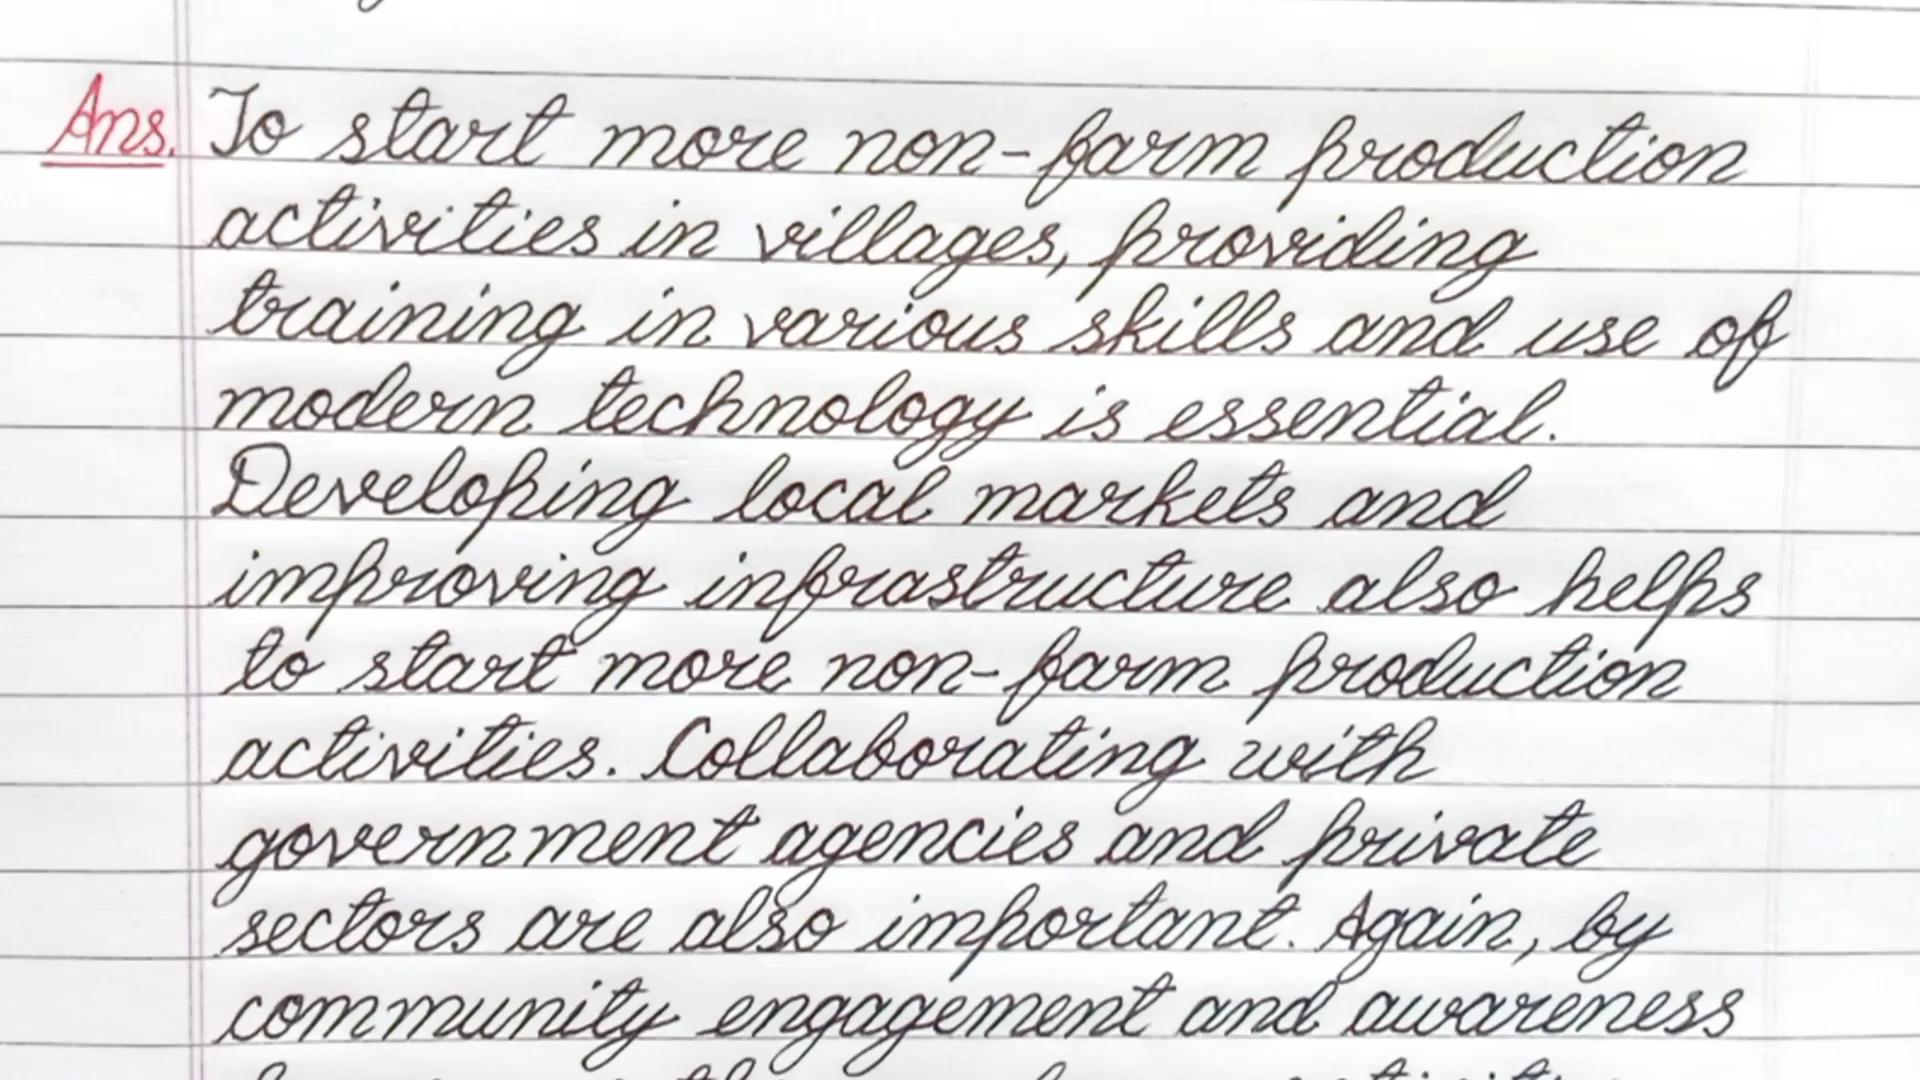 Ans. To start more non-farm production
activities in villages, providing
training in various skills and use of
modern technology is essential.
Developing local markets and
improving infrastructure also helps
to start more non-farm production
activities. Collaborating with
government agencies and private
sectors are also important. Again, by
community engagement and awareness